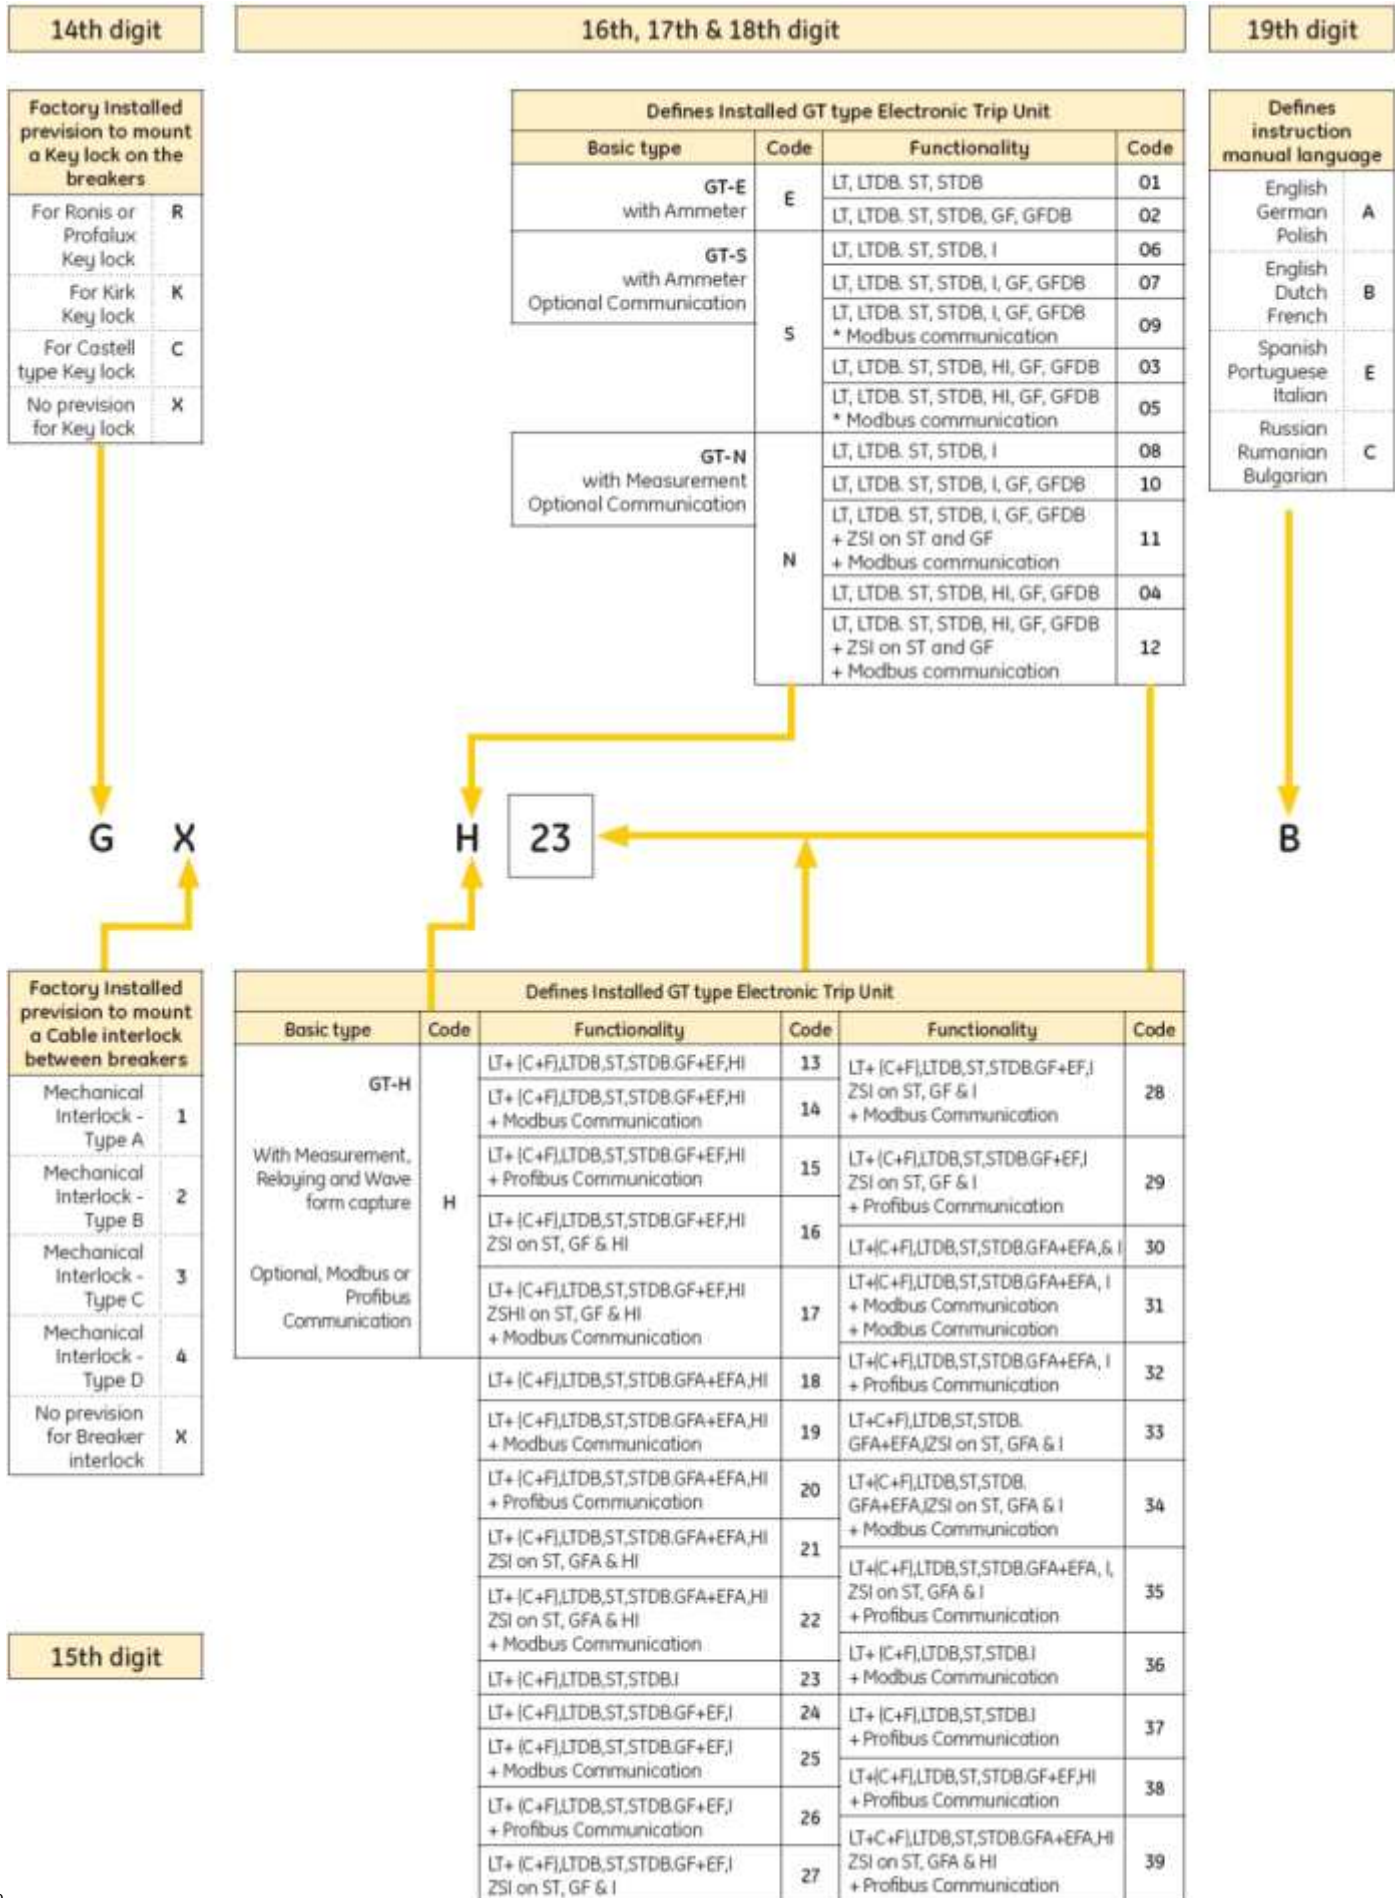 14th digit
16th, 17th & 18th digit
19th digit
Factory Installed
prevision to mount
a Key lock on the
breakers
For Ronis or
Profalux
Key lock
R
For Kirk
Key lock
K
For Castell
type Key lock
C
No prevision
for Key lock
X
Defines Installed GT type Electronic Trip Unit
Basic type Code Functionality Code
GT-E
with Ammeter
E
LT, LTDB. ST, STDB 01
LT, LTDB. ST, STDB, GF, GFDB 02
GT-S
with Ammeter
Optional Communication
S
LT, LTDB. ST, STDB, I 06
LT, LTDB. ST, STDB, I, GF, GFDB 07
LT, LTDB. ST, STDB, I, GF, GFDB
* Modbus communication
09
LT, LTDB. ST, STDB, HI, GF, GFDB 03
LT, LTDB. ST, STDB, HI, GF, GFDB
* Modbus communication
05
GT-N
with Measurement
Optional Communication
N
LT, LTDB. ST, STDB, I 08
LT, LTDB. ST, STDB, I, GF, GFDB 10
LT, LTDB. ST, STDB, I, GF, GFDB
+ ZSI on ST and GF
+ Modbus communication
11
LT, LTDB. ST, STDB, HI, GF, GFDB 04
LT, LTDB. ST, STDB, HI, GF, GFDB
+ ZSI on ST and GF
+ Modbus communication
12
Defines
instruction
manual language
English
German
Polish
A
English
Dutch
French
B
Spanish
Portuguese
Italian
E
Russian
Rumanian
Bulgarian
C
G X H 23 B
Factory Installed
prevision to mount
a Cable interlock
between breakers
Mechanical
Interlock -
Type A
1
Mechanical
Interlock -
Type B
2
Mechanical
Interlock -
Type C
3
Mechanical
Interlock -
Type D
4
No prevision
for Breaker
interlock
X
15th digit
Defines Installed GT type Electronic Trip Unit
Basic type Code Functionality Code Functionality Code
GT-H
With Measurement,
Relaying and Wave
form capture
Optional, Modbus or
Profibus
Communication
H
LT+ (C+F),LTDB,ST,STDB.GF+EF,HI 13
LT+ (C+F),LTDB,ST,STDB.GF+EF,HI
+ Modbus Communication
14
LT+ (C+F),LTDB,ST,STDB.GF+EF,HI
+ Profibus Communication
15
LT+ (C+F),LTDB,ST,STDB.GF+EF,HI
ZSI on ST, GF & HI
16
LT+ (C+F),LTDB,ST,STDB.GF+EF,HI
ZSHI on ST, GF & HI
+ Modbus Communication
17
LT+ (C+F),LTDB,ST,STDB.GFA+EFA,HI 18
LT+ (C+F),LTDB,ST,STDB.GFA+EFA,HI
+ Modbus Communication
19
LT+ (C+F),LTDB,ST,STDB.GFA+EFA,HI
+ Profibus Communication
20
LT+ (C+F),LTDB,ST,STDB.GFA+EFA,HI
ZSI on ST, GFA & HI
21
LT+ (C+F),LTDB,ST,STDB.GFA+EFA,HI
ZSI on ST, GFA & HI
+ Modbus Communication
22
LT+ (C+F),LTDB,ST,STDB.I 23
LT+ (C+F),LTDB,ST,STDB.GF+EF,I 24
LT+ (C+F),LTDB,ST,STDB.GF+EF,I
+ Modbus Communication
25
LT+ (C+F),LTDB,ST,STDB.GF+EF,I
+ Profibus Communication
26
LT+ (C+F),LTDB,ST,STDB.GF+EF,I
ZSI on ST, GF & I
27
LT+ (C+F),LTDB,ST,STDB.GF+EF,I
ZSI on ST, GF & I
+ Modbus Communication
28
LT+ (C+F),LTDB,ST,STDB.GF+EF,I
ZSI on ST, GF & I
+ Profibus Communication
29
LT+(C+F),LTDB,ST,STDB.GFA+EFA,& I 30
LT+(C+F),LTDB,ST,STDB.GFA+EFA, I
+ Modbus Communication
+ Modbus Communication
31
LT+(C+F),LTDB,ST,STDB.GFA+EFA, I
+ Profibus Communication
32
LT+C+F),LTDB,ST,STDB.
GFA+EFA,IZSI on ST, GFA & I
33
LT+(C+F),LTDB,ST,STDB.
GFA+EFA,IZSI on ST, GFA & I
+ Modbus Communication
34
LT+(C+F),LTDB,ST,STDB.GFA+EFA, I,
ZSI on ST, GFA & I
+ Profibus Communication
35
LT+ (C+F),LTDB,ST,STDB.I
+ Modbus Communication
36
LT+ (C+F),LTDB,ST,STDB.I
+ Profibus Communication
37
LT+(C+F),LTDB,ST,STDB.GF+EF,HI
+ Profibus Communication
38
LT+C+F),LTDB,ST,STDB.GFA+EFA,HI
ZSI on ST, GFA & HI
+ Profibus Communication
39